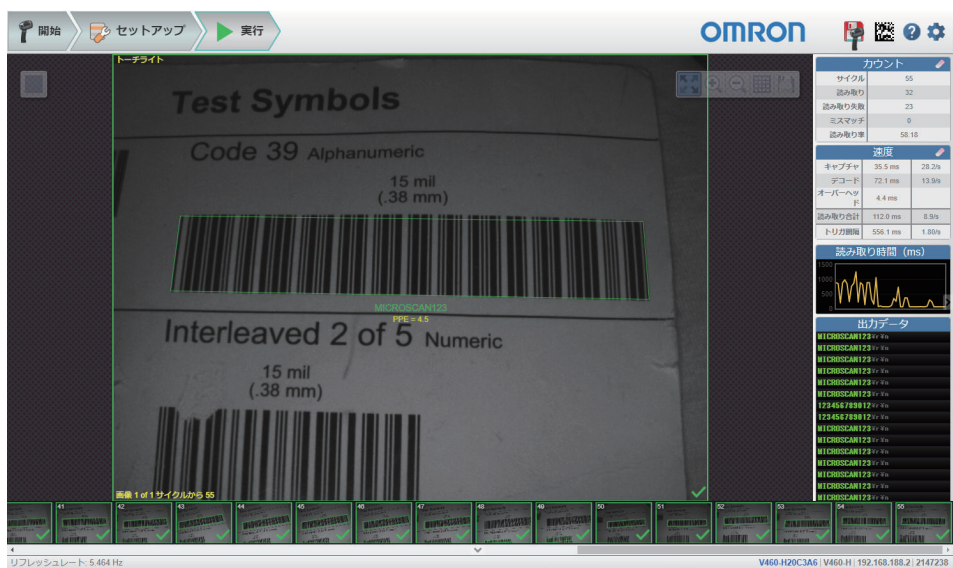 開始
セットアップ
実行
OMRON
トーチライト
Test Symbols
Code 39 Alphanumeric
15 mil
(.38 mm)
MICROSCAN123
PPE = 4.5
Interleaved 2 of 5 Numeric
15 mil
(.38 mm)
画像 1 of 1 サイクルから 55
カウント
サイクル 55
読み取り 32
読み取り失敗 23
ミスマッチ 0
読み取り率 58.18
速度
キャプチャ 35.5 ms 28.2/s
デコード 72.1 ms 13.9/s
オーバーヘッド 4.4 ms
読み取り合計 112.0 ms 8.9/s
トリガ間隔 556.1 ms 1.80/s
読み取り時間 (ms)
1500
1000
500
0
出力データ
MICROSCAN123¥r¥n
MICROSCAN123¥r¥n
MICROSCAN123¥r¥n
MICROSCAN123¥r¥n
MICROSCAN123¥r¥n
MICROSCAN123¥r¥n
123456789012¥r¥n
123456789012¥r¥n
MICROSCAN123¥r¥n
MICROSCAN123¥r¥n
MICROSCAN123¥r¥n
MICROSCAN123¥r¥n
MICROSCAN123¥r¥n
MICROSCAN123¥r¥n
MICROSCAN123¥r¥n
41 42 43 44 45 46 47 48 49 50 51 52 53 54 55
リフレッシュレート: 5.464 Hz
V460-H20C3A6 | V460-H | 192.168.188.2 | 2147238